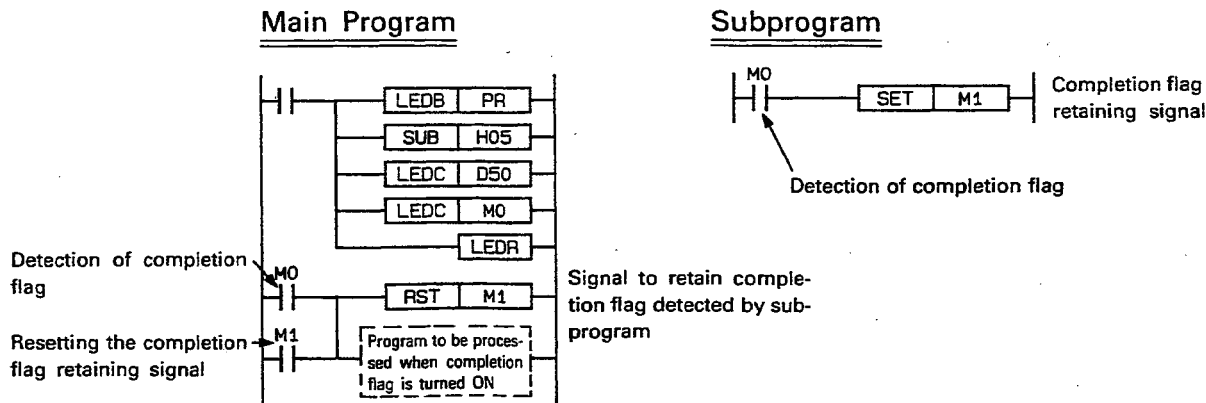 Main Program
LEDB PR
SUB H05
LEDC D50
LEDC M0
LEDR
Detection of completion
flag
M0
RST M1
Signal to retain comple-
tion flag detected by sub-
program
Resetting the completion
flag retaining signal
M1
Program to be proces-
sed when completion
flag is turned ON
Subprogram
M0
SET M1
Completion flag
retaining signal
Detection of completion flag